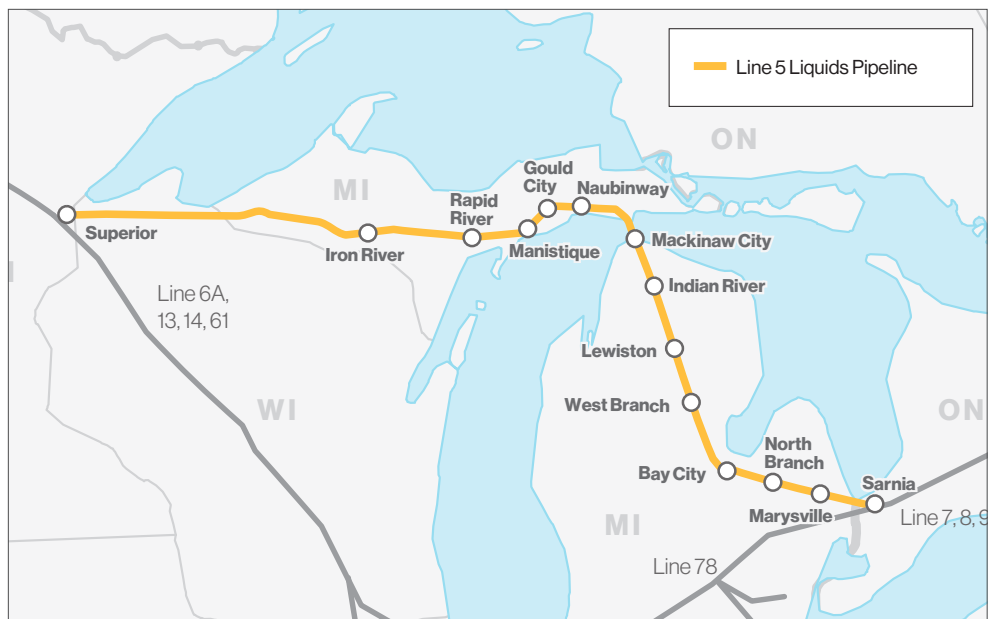 Line 5 Liquids Pipeline
ON
MI
Gould
City
Naubinway
Rapid
River
Superior
Iron River
Manistique
Mackinaw City
Indian River
Line 6A,
13, 14, 61
Lewiston
WI
West Branch
ON
North
Branch
Bay City
Sarnia
Marysville
MI
Line 7, 8, 9
Line 78